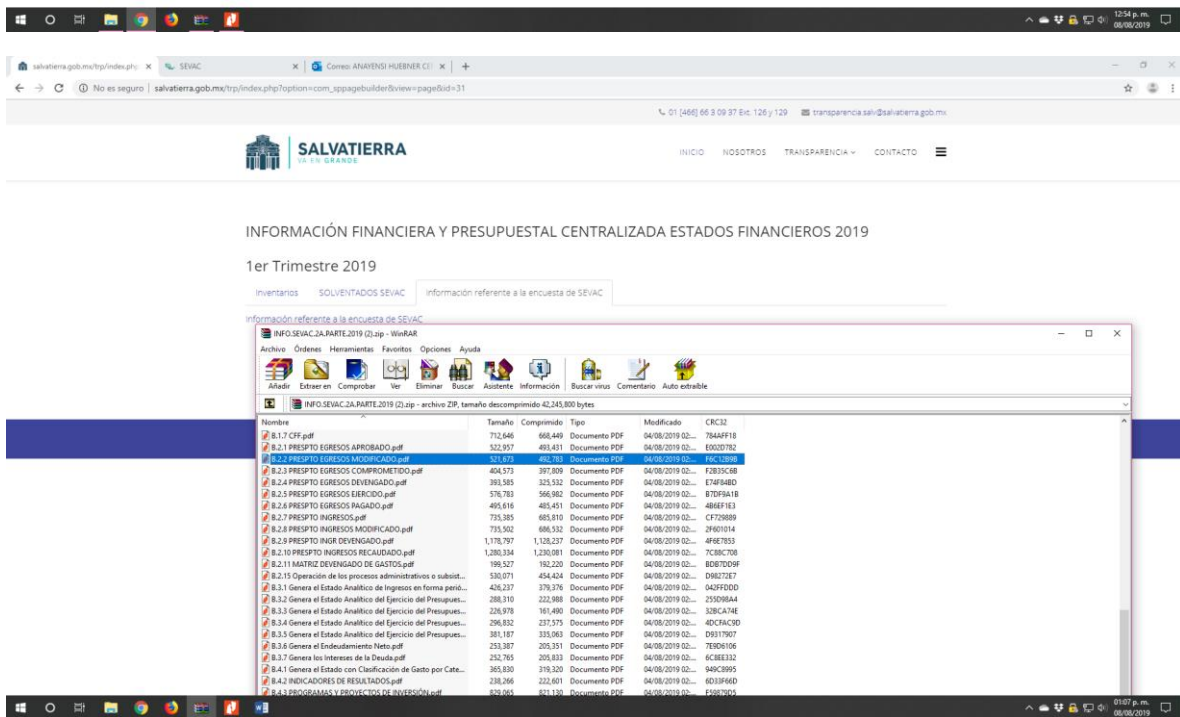 12:54 p. m.
08/08/2019
salvatierra.gob.mx/trp/index.php
SEVAC
Correo: ANAYENSI HUEBNER
No es seguro | salvatierra.gob.mx/trp/index.php?option=com_sppagebuilder&view=page&id=31
01 [466] 66 3 09 37 Ext. 126 y 129 transparencia.salv@salvatierra.gob.mx
SALVATIERRA
VA EN GRANDE
INICIO NOSOTROS TRANSPARENCIA CONTACTO
INFORMACIÓN FINANCIERA Y PRESUPUESTAL CENTRALIZADA ESTADOS FINANCIEROS 2019
1er Trimestre 2019
Inventarios SOLVENTADOS SEVAC Información referente a la encuesta de SEVAC
Información referente a la encuesta de SEVAC
INFO.SEVAC.2A.PARTE.2019 (2).zip - WinRAR
Archivo Órdenes Herramientas Favoritos Opciones Ayuda
Añadir Extraer en Comprobar Ver Eliminar Buscar Asistente Información Buscar virus Comentario Auto extraíble
INFO.SEVAC.2A.PARTE.2019 (2).zip - archivo ZIP, tamaño descomprimido 42,245,800 bytes
Nombre Tamaño Comprimido Tipo Modificado CRC32
B.1.7 CFF.pdf 712,646 668,449 Documento PDF 04/08/2019 02:... 784AFF18
B.2.1 PRESPTO EGRESOS APROBADO.pdf 522,957 493,431 Documento PDF 04/08/2019 02:... E002D782
B.2.2 PRESPTO EGRESOS MODIFICADO.pdf 521,673 492,783 Documento PDF 04/08/2019 02:... F6C12B9B
B.2.3 PRESPTO EGRESOS COMPROMETIDO.pdf 404,573 397,809 Documento PDF 04/08/2019 02:... F2B35C6B
B.2.4 PRESPTO EGRESOS DEVENGADO.pdf 393,585 325,532 Documento PDF 04/08/2019 02:... E74F84BD
B.2.5 PRESPTO EGRESOS EJERCIDO.pdf 576,783 566,982 Documento PDF 04/08/2019 02:... B7DF9A1B
B.2.6 PRESPTO EGRESOS PAGADO.pdf 495,616 485,451 Documento PDF 04/08/2019 02:... 4B6EF1E3
B.2.7 PRESPTO INGRESOS.pdf 735,385 685,810 Documento PDF 04/08/2019 02:... CF729889
B.2.8 PRESPTO INGRESOS MODIFICADO.pdf 735,502 686,532 Documento PDF 04/08/2019 02:... 2F601014
B.2.9 PRESPTO INGR DEVENGADO.pdf 1,178,797 1,128,237 Documento PDF 04/08/2019 02:... 4F6E7853
B.2.10 PRESPTO INGRESOS RECAUDADO.pdf 1,280,334 1,230,081 Documento PDF 04/08/2019 02:... 7C88C708
B.2.11 MATRIZ DEVENGADO DE GASTOS.pdf 199,527 192,220 Documento PDF 04/08/2019 02:... BDB7DD9F
B.2.15 Operación de los procesos administrativos o subsist... 530,071 454,424 Documento PDF 04/08/2019 02:... D98272E7
B.3.1 Genera el Estado Analítico de Ingresos en forma perió... 426,237 379,376 Documento PDF 04/08/2019 02:... 042FFDDD
B.3.2 Genera el Estado Analítico del Ejercicio del Presupues... 288,310 222,988 Documento PDF 04/08/2019 02:... 255D98A4
B.3.3 Genera el Estado Analítico del Ejercicio del Presupues... 226,978 161,490 Documento PDF 04/08/2019 02:... 32BCA74E
B.3.4 Genera el Estado Analítico del Ejercicio del Presupues... 296,832 237,575 Documento PDF 04/08/2019 02:... 4DCFAC9D
B.3.5 Genera el Estado Analítico del Ejercicio del Presupues... 381,187 335,063 Documento PDF 04/08/2019 02:... D9317907
B.3.6 Genera el Endeudamiento Neto.pdf 253,387 205,351 Documento PDF 04/08/2019 02:... 7E9D6106
B.3.7 Genera los Intereses de la Deuda.pdf 252,765 205,833 Documento PDF 04/08/2019 02:... 6C8EE332
B.4.1 Genera el Estado con Clasificación de Gasto por Cate... 365,830 319,320 Documento PDF 04/08/2019 02:... 949C8995
B.4.2 INDICADORES DE RESULTADOS.pdf 238,266 222,601 Documento PDF 04/08/2019 02:... 6D33F66D
B.4.3 PROGRAMAS Y PROYECTOS DE INVERSIÓN.pdf 829,065 821,130 Documento PDF 04/08/2019 02:... F59879D5
01:07 p. m.
08/08/2019